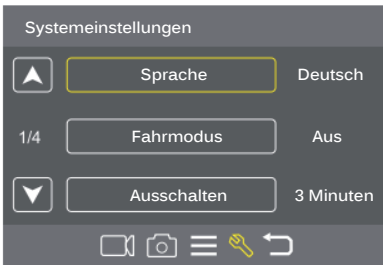 Systemeinstellungen
Sprache Deutsch
1/4 Fahrmodus Aus
Ausschalten 3 Minuten